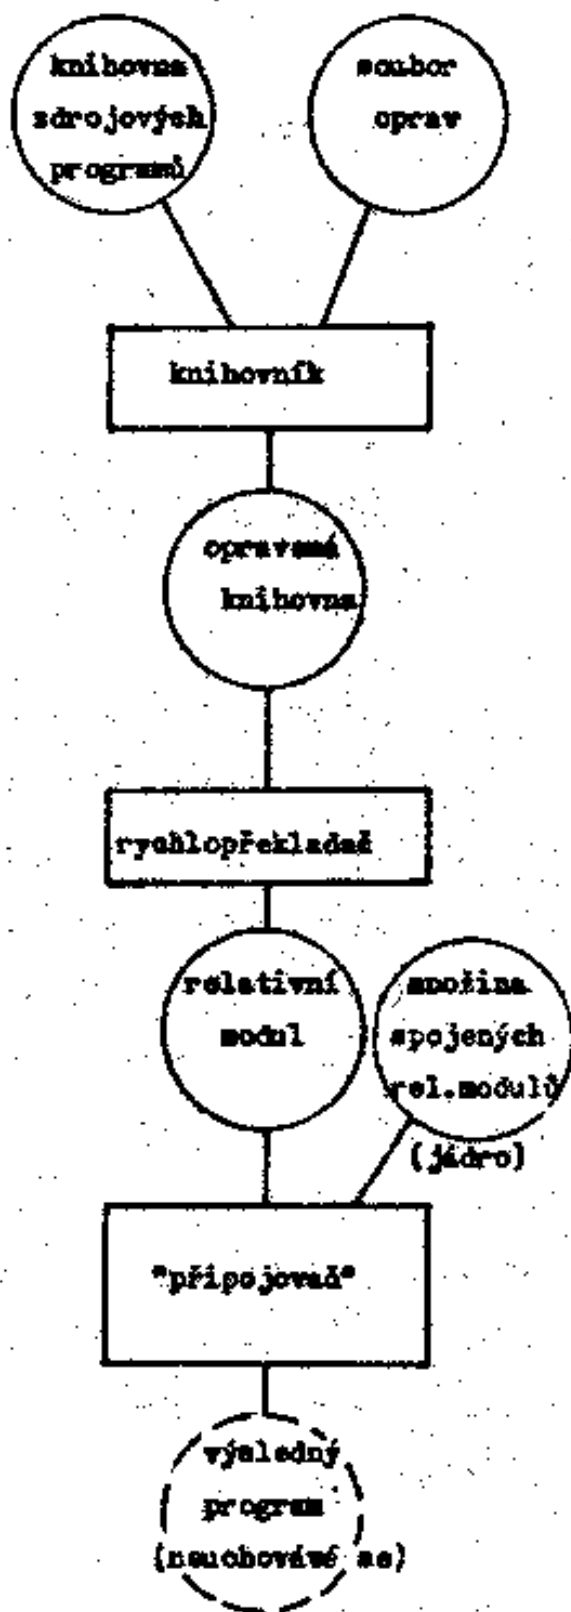 knihovna
zdrojových
programů
soubor
oprav
knihovník
opravená
knihovna
rychlopřekladač
relativní
modul
množina
spojených
rel.modulů
(jádro)
"připojovač"
výsledný
program
(neuchovává se)